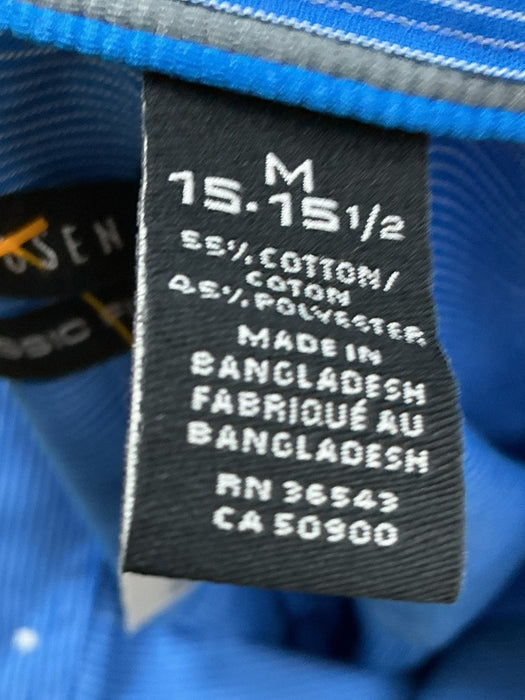 M
15-15 1/2
55% COTTON/
COTON
45% POLYESTER
MADE IN
BANGLADESH
FABRIQUÉ AU
BANGLADESH
RN 36543
CA 50900